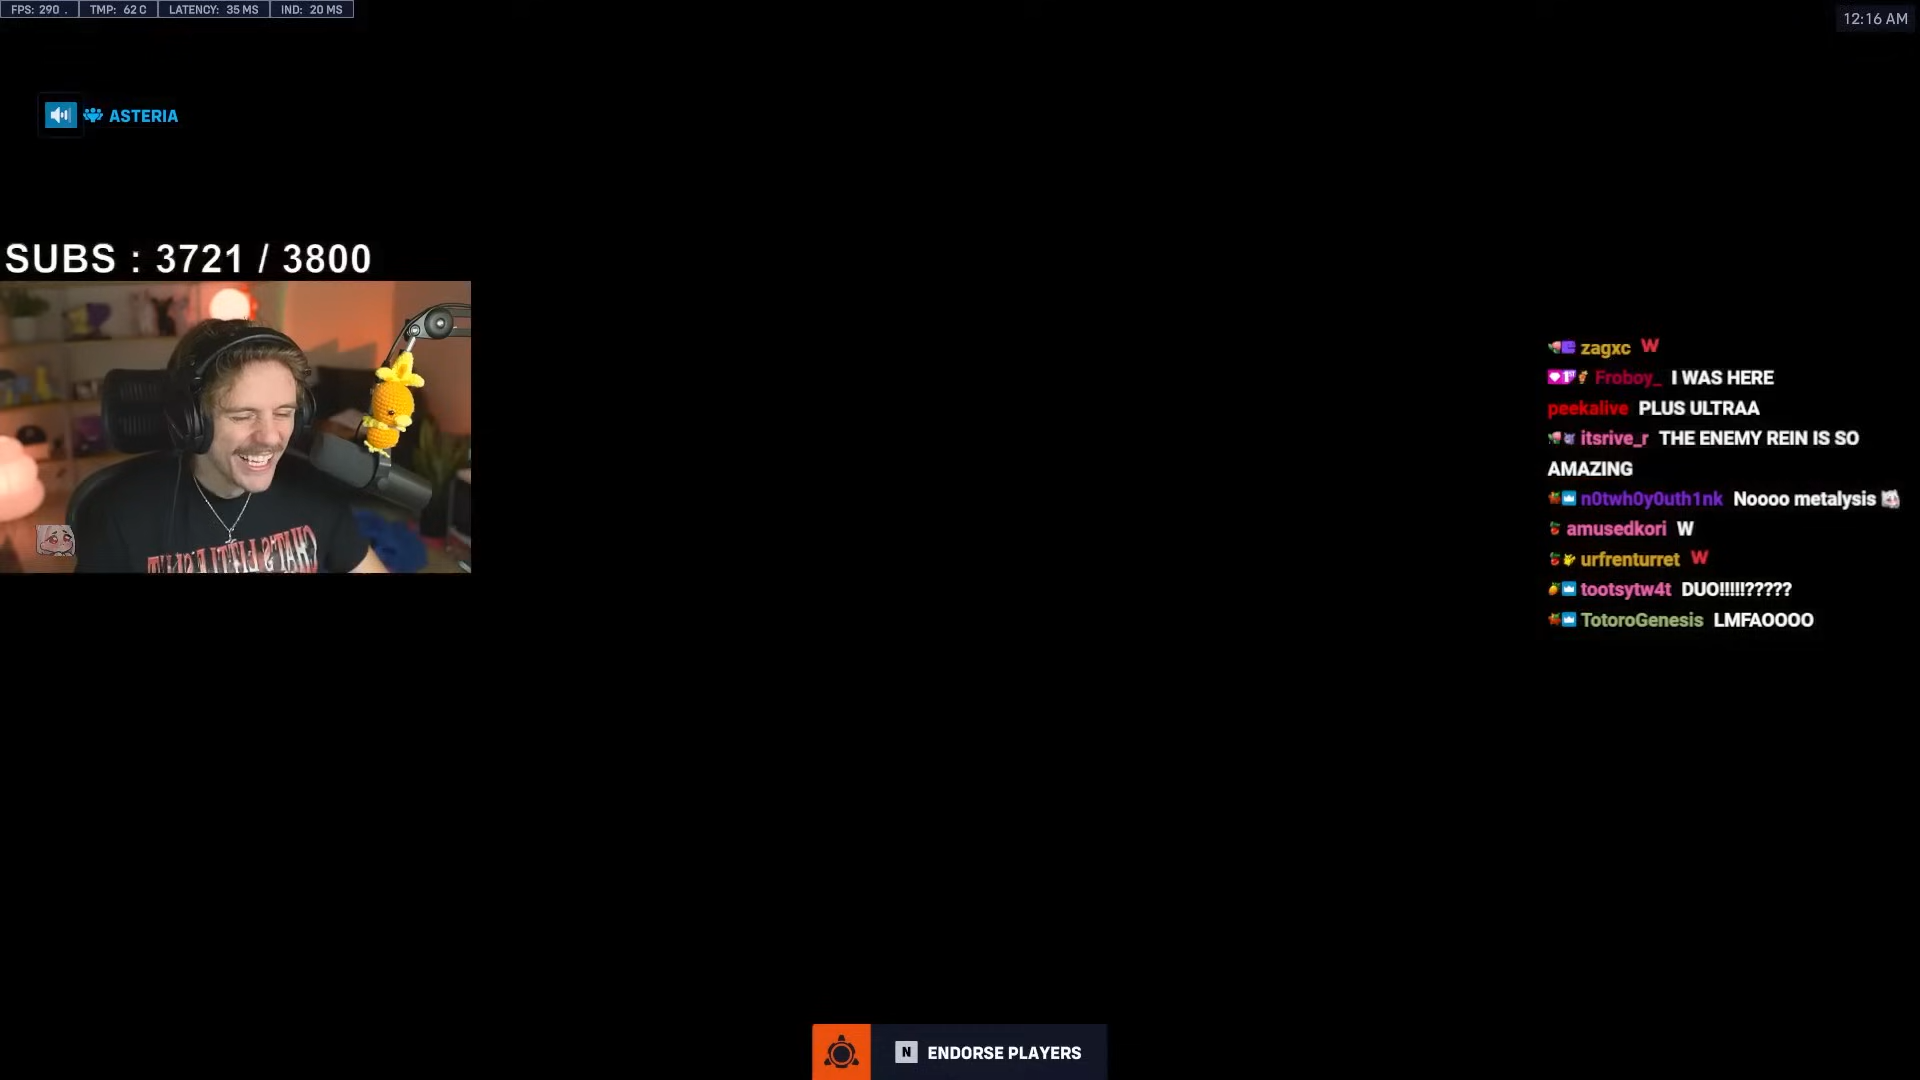 FPS: 290 . TMP: 62 C LATENCY: 35 MS IND: 20 MS
12:16 AM
ASTERIA
SUBS : 3721 / 3800
zagxc W
Froboy_ I WAS HERE
peekalive PLUS ULTRAA
itsrive_r THE ENEMY REIN IS SO
AMAZING
n0twh0y0uth1nk Noooo metalysis
amusedkori W
urfrenturret W
tootsytw4t DUO!!!!!?????
TotoroGenesis LMFAOOOO
CHAT'S LITTLE
N ENDORSE PLAYERS